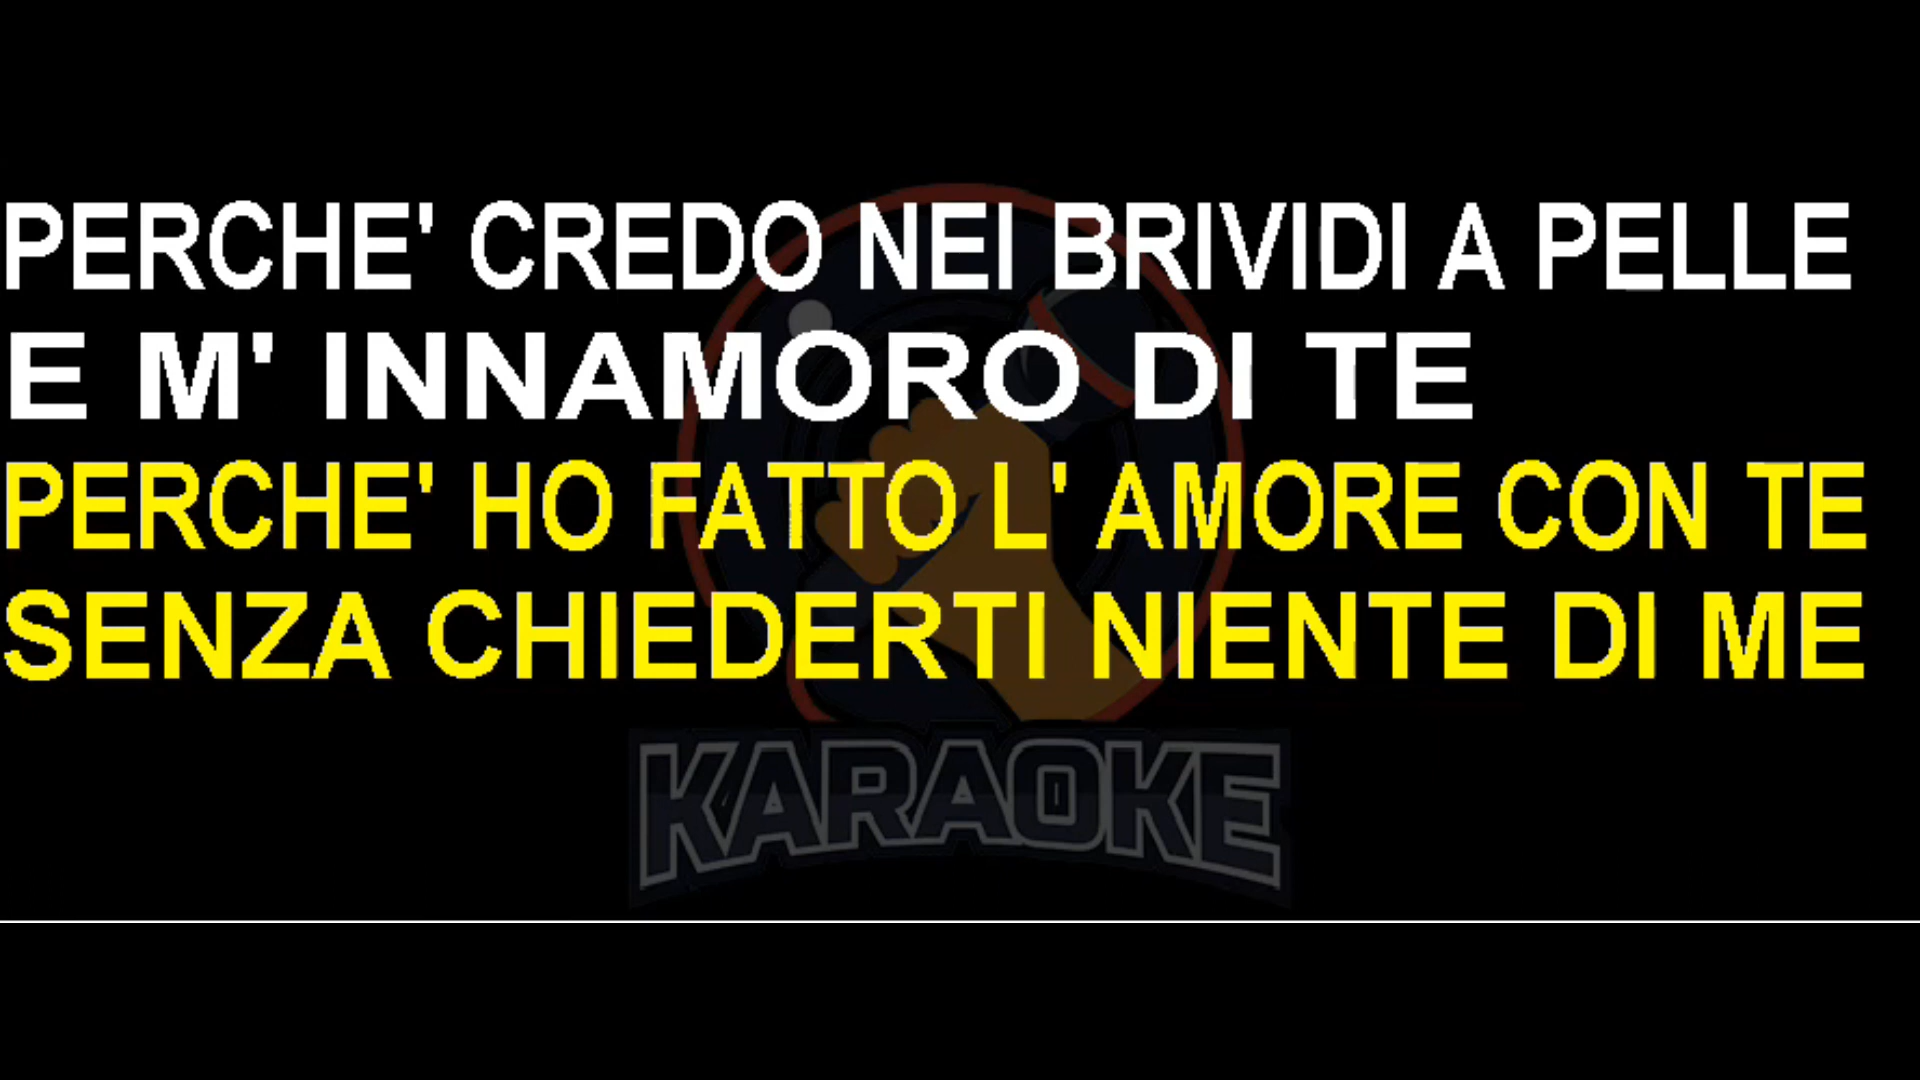 PERCHE' CREDO NEI BRIVIDI A PELLE
E M' INNAMORO DI TE
PERCHE' HO FATTO L' AMORE CON TE
SENZA CHIEDERTI NIENTE DI ME
KARAOKE